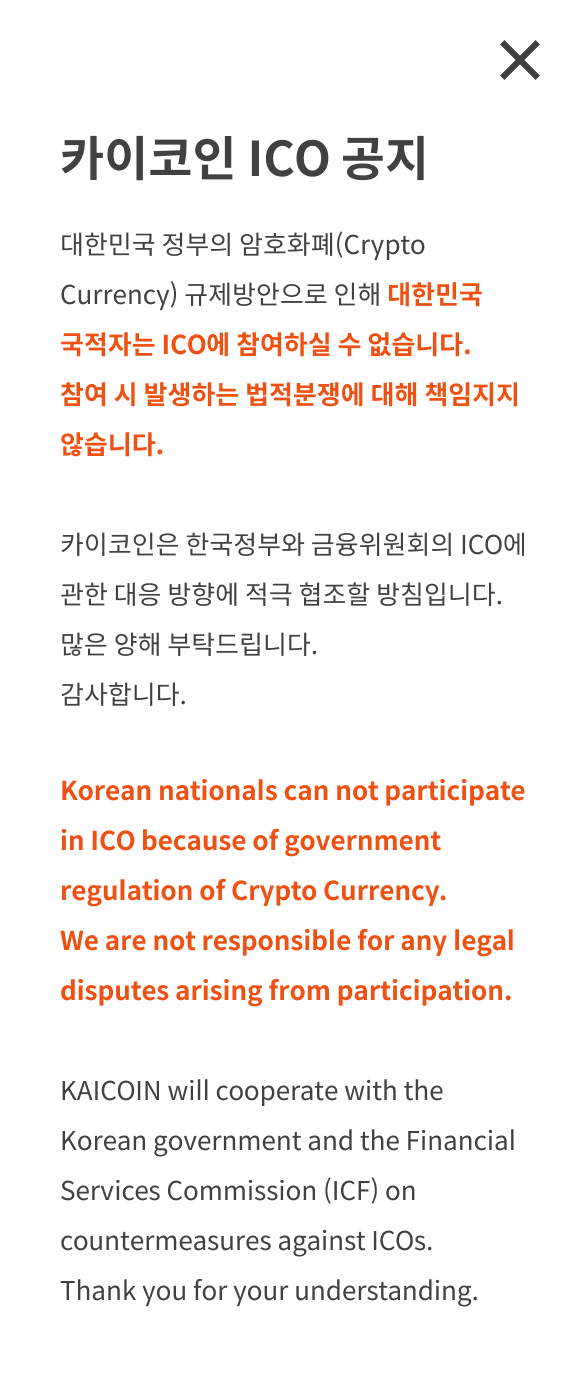 카이코인 ICO 공지
대한민국 정부의 암호화폐(Crypto
Currency) 규제방안으로 인해 대한민국
국적자는 ICO에 참여하실 수 없습니다.
참여 시 발생하는 법적분쟁에 대해 책임지지
않습니다.
카이코인은 한국정부와 금융위원회의 ICO에
관한 대응 방향에 적극 협조할 방침입니다.
많은 양해 부탁드립니다.
감사합니다.
Korean nationals can not participate
in ICO because of government
regulation of Crypto Currency.
We are not responsible for any legal
disputes arising from participation.
KAICOIN will cooperate with the
Korean government and the Financial
Services Commission (ICF) on
countermeasures against ICOs.
Thank you for your understanding.